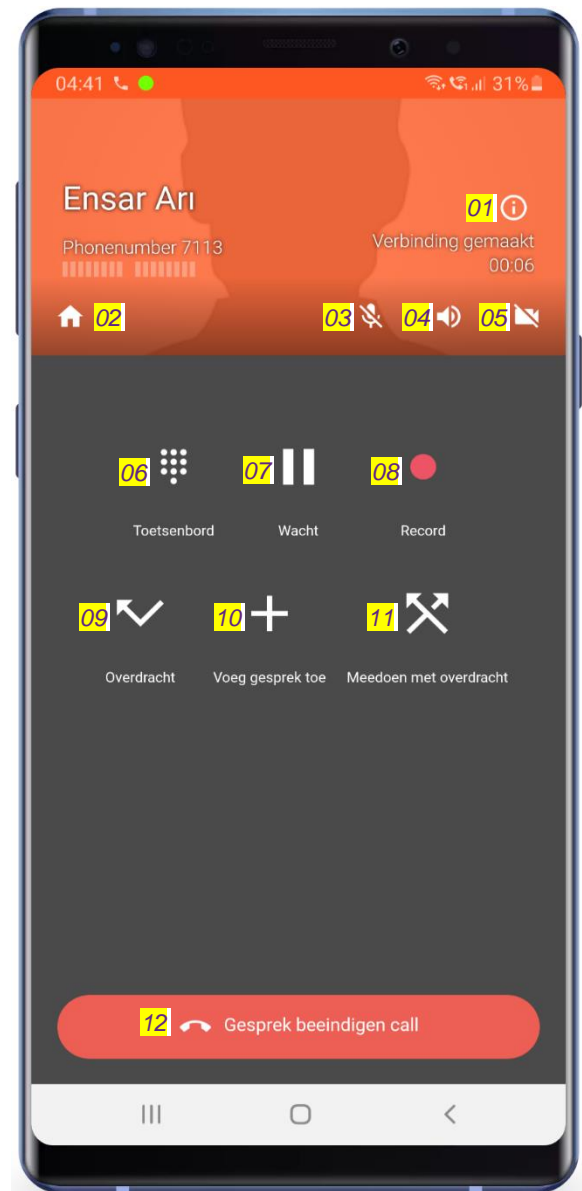 04:41 31%
Ensar Arı
01
Phonenumber 7113
Verbinding gemaakt
00:06
02 03 04 05
06 07 08
Toetsenbord Wacht Record
09 10 11
Overdracht Voeg gesprek toe Meedoen met overdracht
12 Gesprek beeindigen call